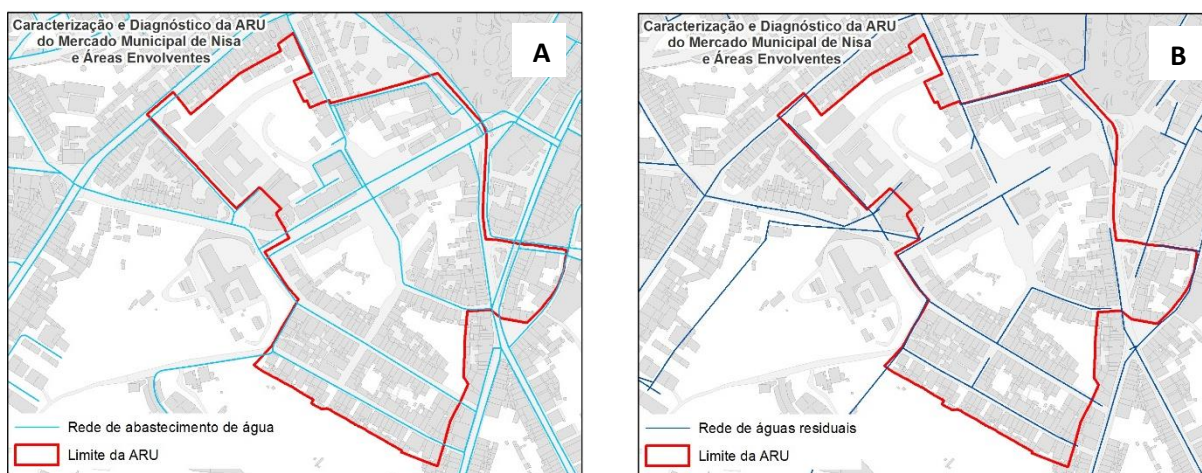 Caracterização e Diagnóstico da ARU
do Mercado Municipal de Nisa
e Áreas Envolventes
A
Rede de abastecimento de água
Limite da ARU
Caracterização e Diagnóstico da ARU
do Mercado Municipal de Nisa
e Áreas Envolventes
B
Rede de águas residuais
Limite da ARU